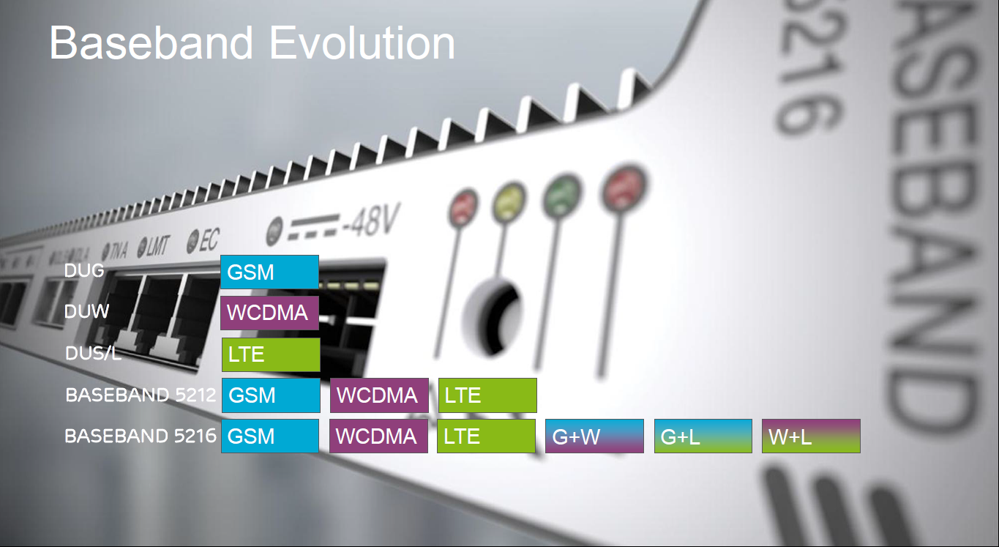 Baseband Evolution
5216
BASEBAND
-48V
EC
LMT
TN A
DUG GSM
DUW WCDMA
DUS/L LTE
BASEBAND 5212 GSM WCDMA LTE
BASEBAND 5216 GSM WCDMA LTE G+W G+L W+L